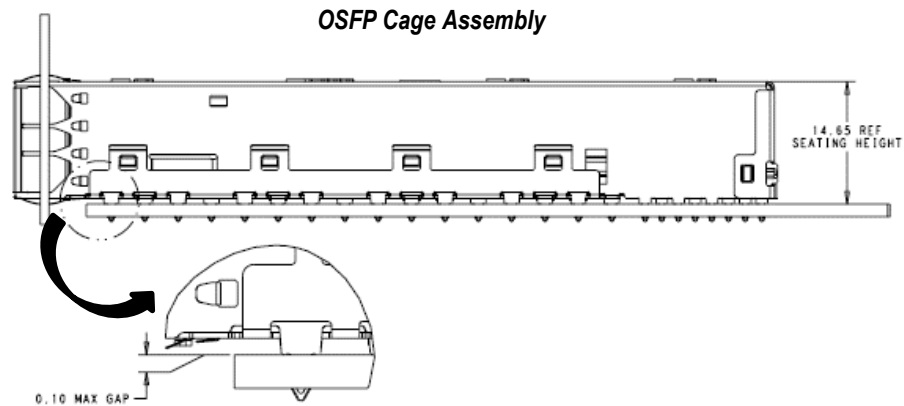 OSFP Cage Assembly
14.65 REF
SEATING HEIGHT
0.10 MAX GAP